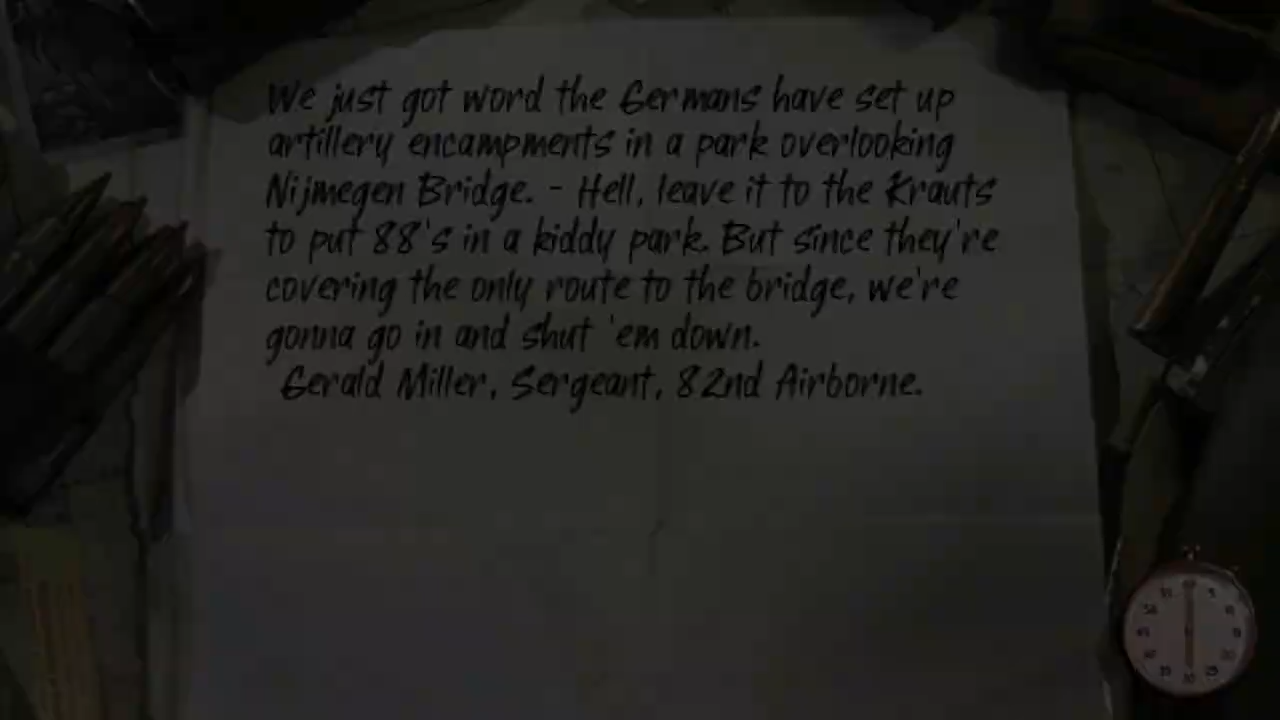 We just got word the Germans have set up
artillery encampments in a park overlooking
Nijmegen Bridge. - Hell, leave it to the Krauts
to put 88's in a kiddy park. But since they're
covering the only route to the bridge, we're
gonna go in and shut 'em down.
Gerald Miller, Sergeant, 82nd Airborne.